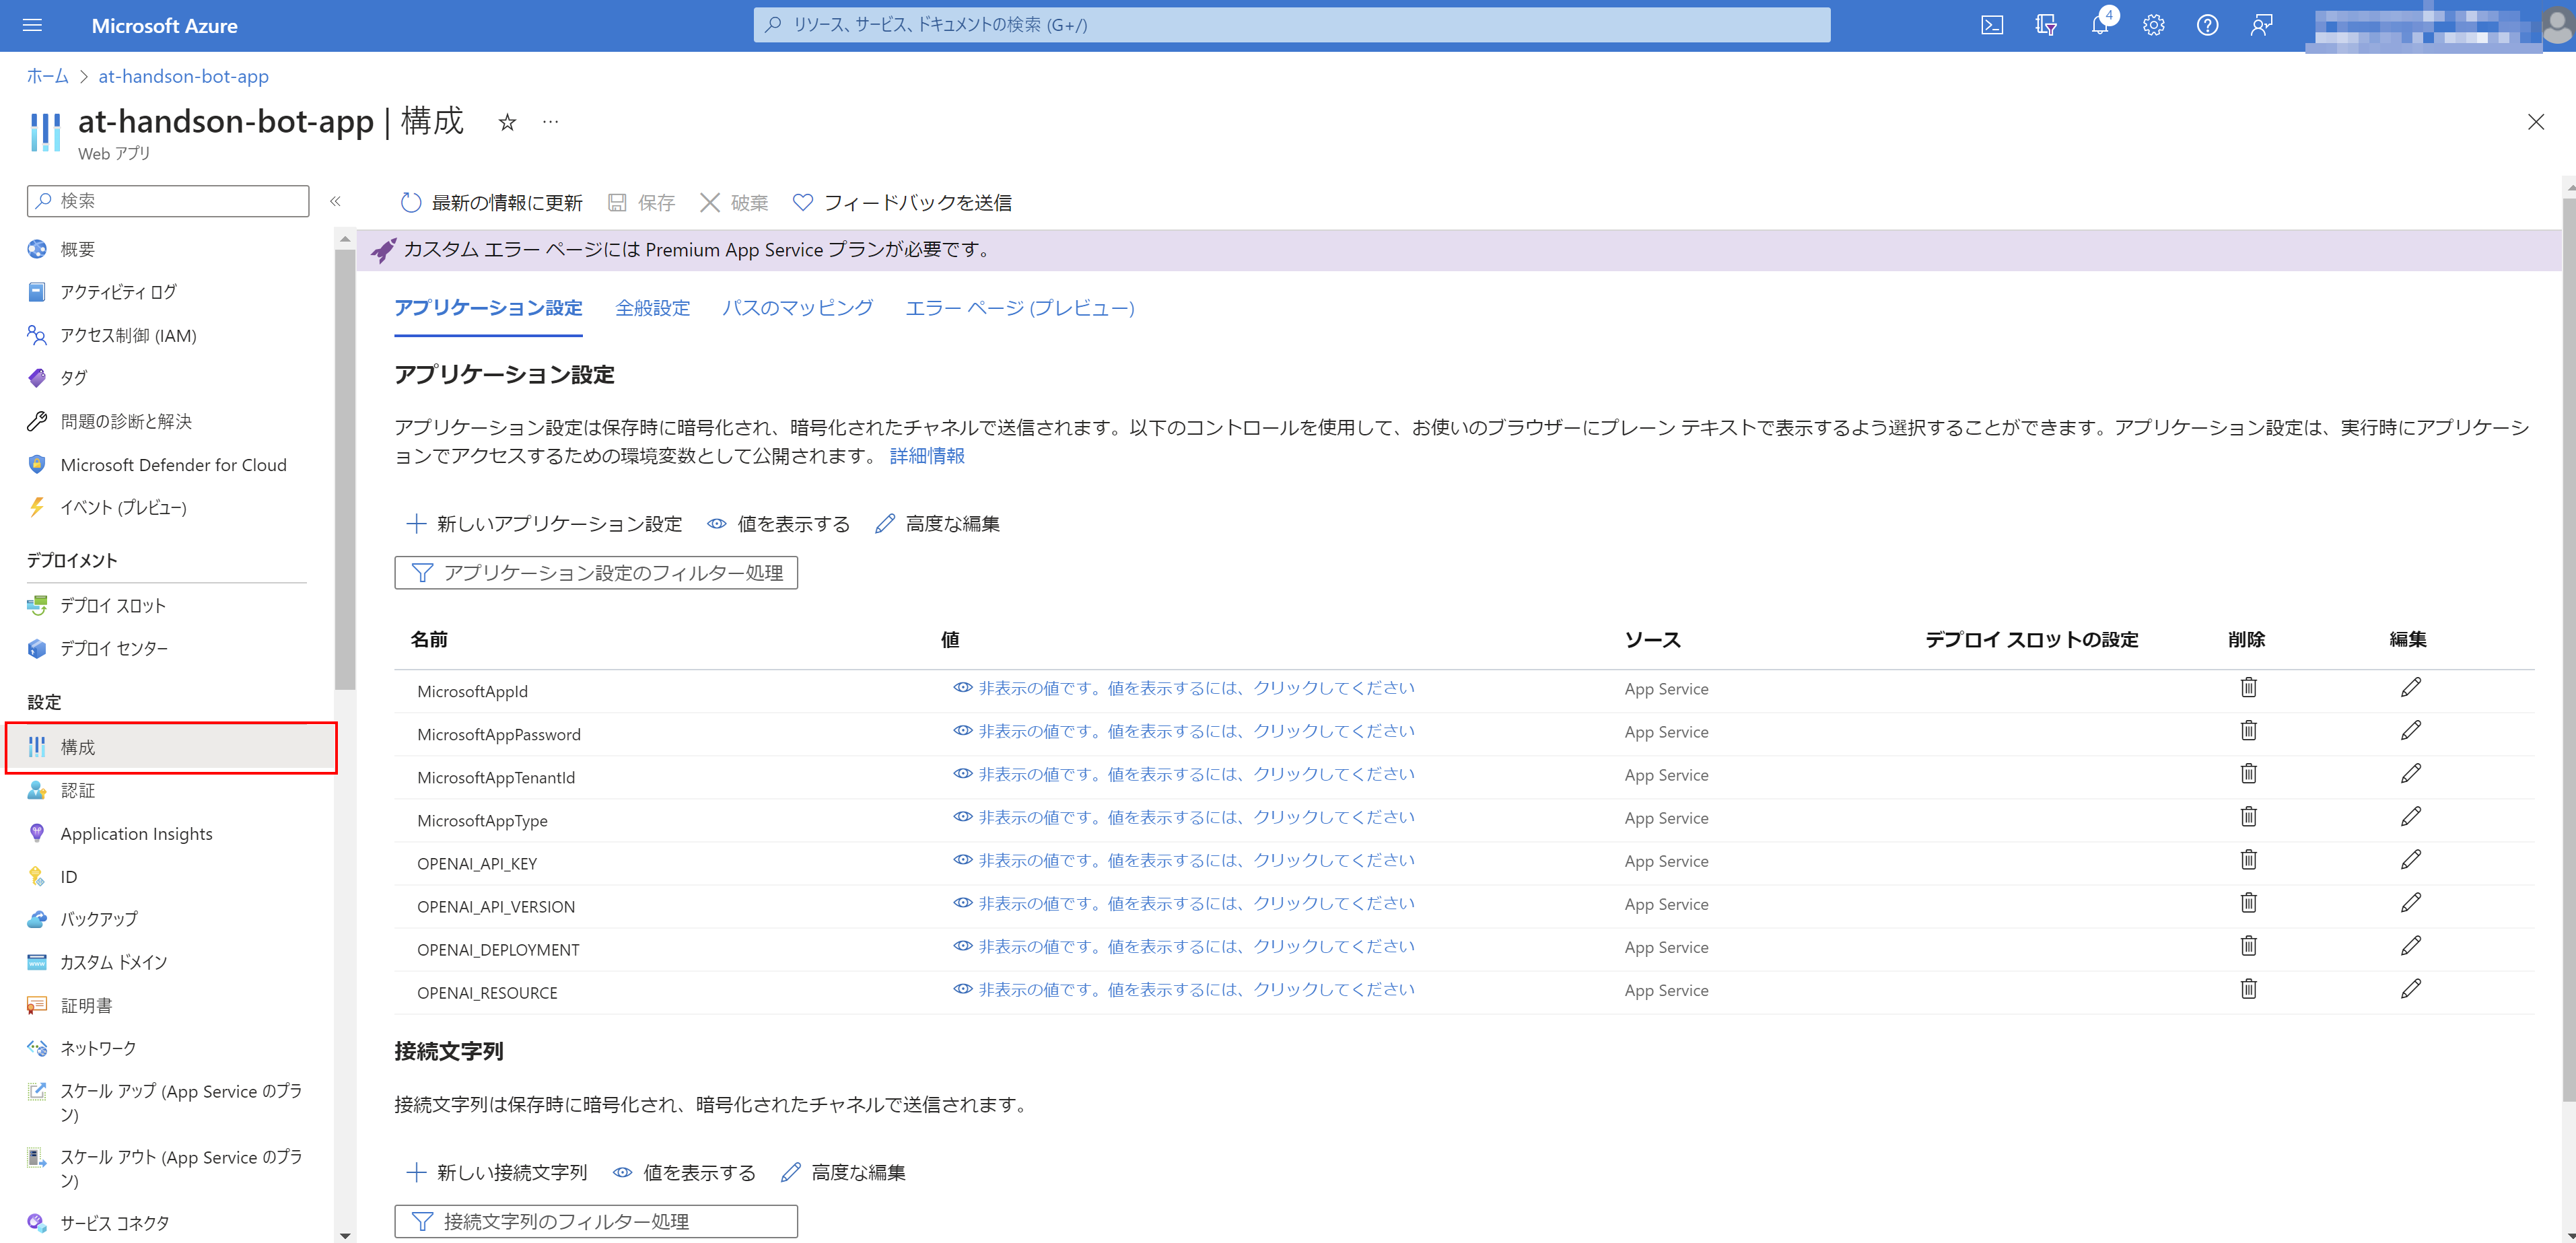 Microsoft Azure
リソース、サービス、ドキュメントの検索 (G+/)
4
ホーム > at-handson-bot-app
at-handson-bot-app | 構成
Web アプリ
検索
概要
アクティビティ ログ
アクセス制御 (IAM)
タグ
問題の診断と解決
Microsoft Defender for Cloud
イベント (プレビュー)
デプロイメント
デプロイ スロット
デプロイ センター
設定
構成
認証
Application Insights
ID
バックアップ
カスタム ドメイン
証明書
ネットワーク
スケール アップ (App Service のプラ
ン)
スケール アウト (App Service のプラ
ン)
サービス コネクタ
最新の情報に更新 保存 破棄 フィードバックを送信
カスタム エラー ページには Premium App Service プランが必要です。
アプリケーション設定 全般設定 パスのマッピング エラー ページ (プレビュー)
アプリケーション設定
アプリケーション設定は保存時に暗号化され、暗号化されたチャネルで送信されます。以下のコントロールを使用して、お使いのブラウザーにプレーン テキストで表示するよう選択することができます。アプリケーション設定は、実行時にアプリケーシ
ョンでアクセスするための環境変数として公開されます。 詳細情報
新しいアプリケーション設定 値を表示する 高度な編集
アプリケーション設定のフィルター処理
名前 値 ソース デプロイ スロットの設定 削除 編集
MicrosoftAppId 非表示の値です。値を表示するには、クリックしてください App Service
MicrosoftAppPassword 非表示の値です。値を表示するには、クリックしてください App Service
MicrosoftAppTenantId 非表示の値です。値を表示するには、クリックしてください App Service
MicrosoftAppType 非表示の値です。値を表示するには、クリックしてください App Service
OPENAI_API_KEY 非表示の値です。値を表示するには、クリックしてください App Service
OPENAI_API_VERSION 非表示の値です。値を表示するには、クリックしてください App Service
OPENAI_DEPLOYMENT 非表示の値です。値を表示するには、クリックしてください App Service
OPENAI_RESOURCE 非表示の値です。値を表示するには、クリックしてください App Service
接続文字列
接続文字列は保存時に暗号化され、暗号化されたチャネルで送信されます。
新しい接続文字列 値を表示する 高度な編集
接続文字列のフィルター処理